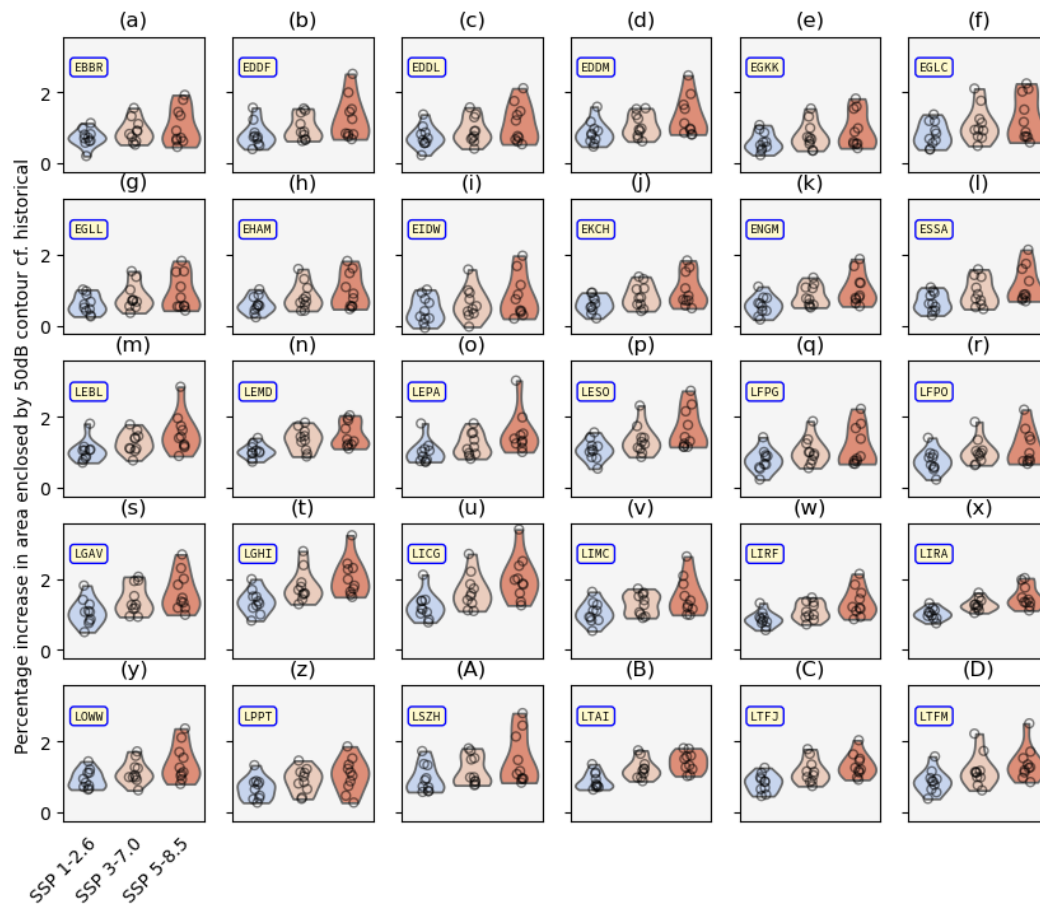 (a) (b) (c) (d) (e) (f)
EBBR EDDF EDDL EDDM EGKK EGLC
2
0
(g) (h) (i) (j) (k) (l)
EGLL EHAM EIDW EKCH ENGM ESSA
2
0
(m) (n) (o) (p) (q) (r)
LEBL LEMD LEPA LESO LFPG LFPO
2
0
(s) (t) (u) (v) (w) (x)
LGAV LGHI LICG LIMC LIRF LIRA
2
0
(y) (z) (A) (B) (C) (D)
LOWW LPPT LSZH LTAI LTFJ LTFM
2
0
SSP 1-2.6 SSP 3-7.0 SSP 5-8.5
Percentage increase in area enclosed by 50dB contour cf. historical